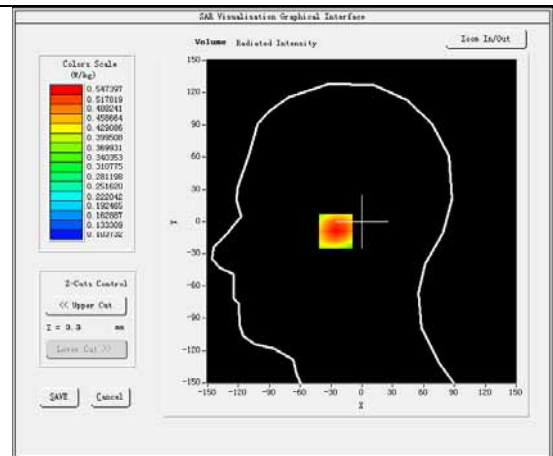 SAR Visualisation Graphical Interface
Volume Radiated Intensity
Zoom In/Out
Colors Scale
(W/kg)
0.547397
0.517819
0.488241
0.458664
0.429086
0.399508
0.369931
0.340353
0.310775
0.281198
0.251620
0.222042
0.192465
0.162887
0.133309
0.103732
Z-Cuts Control
<< Upper Cut
Z = 3.3 mm
Lower Cut >>
SAVE
Cancel
150
120
90
60
30
0
-30
-60
-90
-120
-150
Y
-150 -120 -90 -60 -30 0 30 60 90 120 150
X